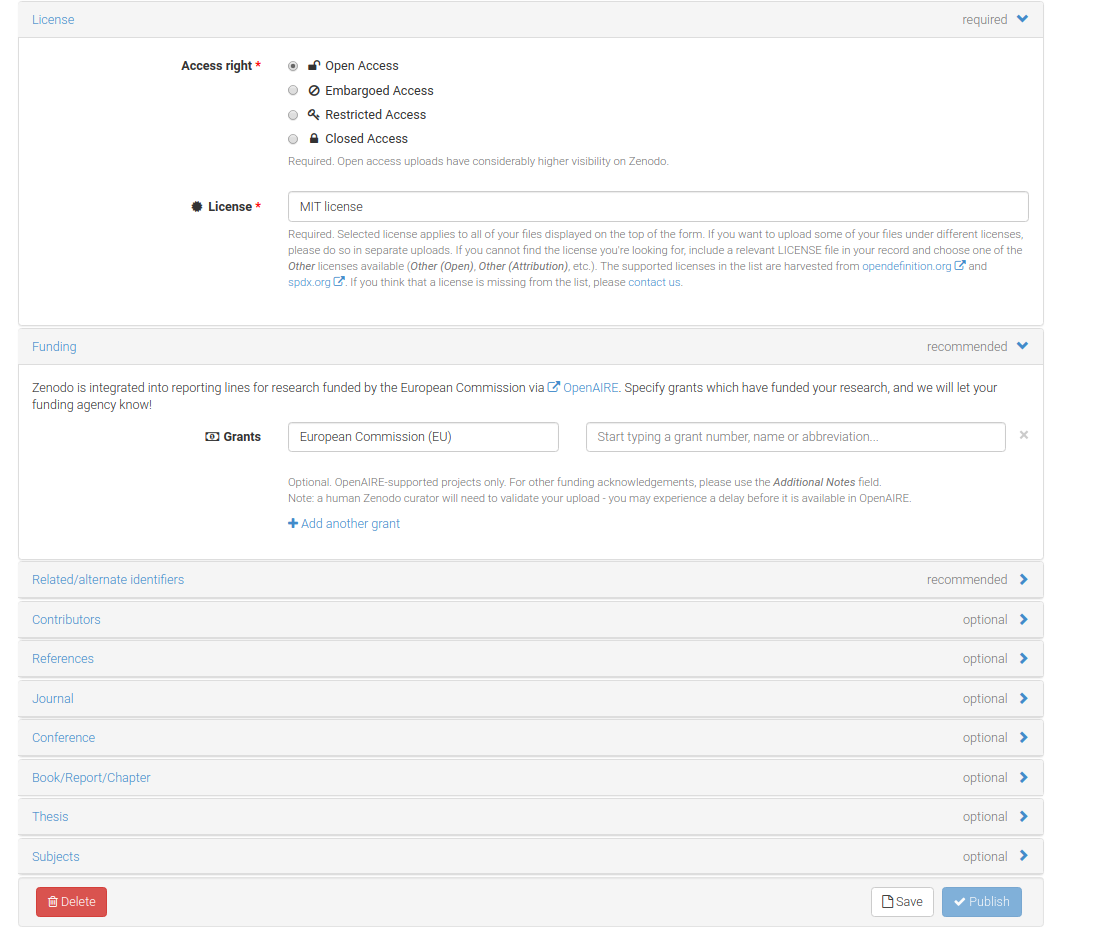 License required
Access right *
Open Access
Embargoed Access
Restricted Access
Closed Access
Required. Open access uploads have considerably higher visibility on Zenodo.
License * MIT license
Required. Selected license applies to all of your files displayed on the top of the form. If you want to upload some of your files under different licenses,
please do so in separate uploads. If you cannot find the license you're looking for, include a relevant LICENSE file in your record and choose one of the
Other licenses available (Other (Open), Other (Attribution), etc.). The supported licenses in the list are harvested from opendefinition.org and
spdx.org. If you think that a license is missing from the list, please contact us.
Funding recommended
Zenodo is integrated into reporting lines for research funded by the European Commission via OpenAIRE. Specify grants which have funded your research, and we will let your
funding agency know!
Grants European Commission (EU) Start typing a grant number, name or abbreviation...
Optional. OpenAIRE-supported projects only. For other funding acknowledgements, please use the Additional Notes field.
Note: a human Zenodo curator will need to validate your upload - you may experience a delay before it is available in OpenAIRE.
Add another grant
Related/alternate identifiers recommended
Contributors optional
References optional
Journal optional
Conference optional
Book/Report/Chapter optional
Thesis optional
Subjects optional
Delete Save Publish